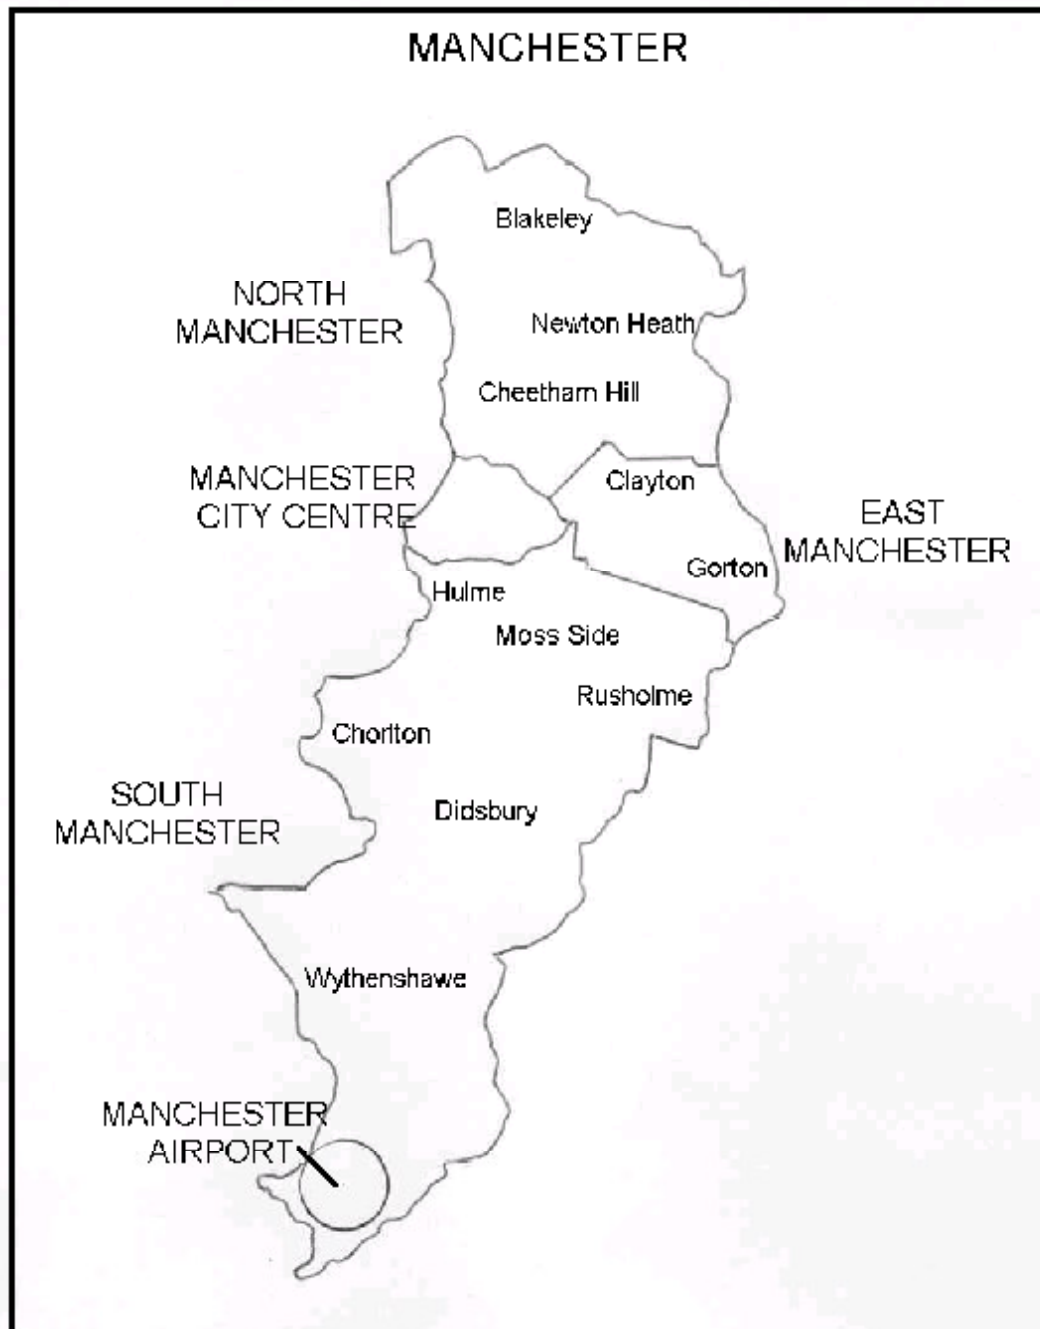 MANCHESTER
Blakeley
NORTH
MANCHESTER
Newton Heath
Cheetham Hill
MANCHESTER
CITY CENTRE
Clayton
EAST
MANCHESTER
Gorton
Hulme
Moss Side
Rusholme
Chorlton
SOUTH
MANCHESTER
Didsbury
Wythenshawe
MANCHESTER
AIRPORT